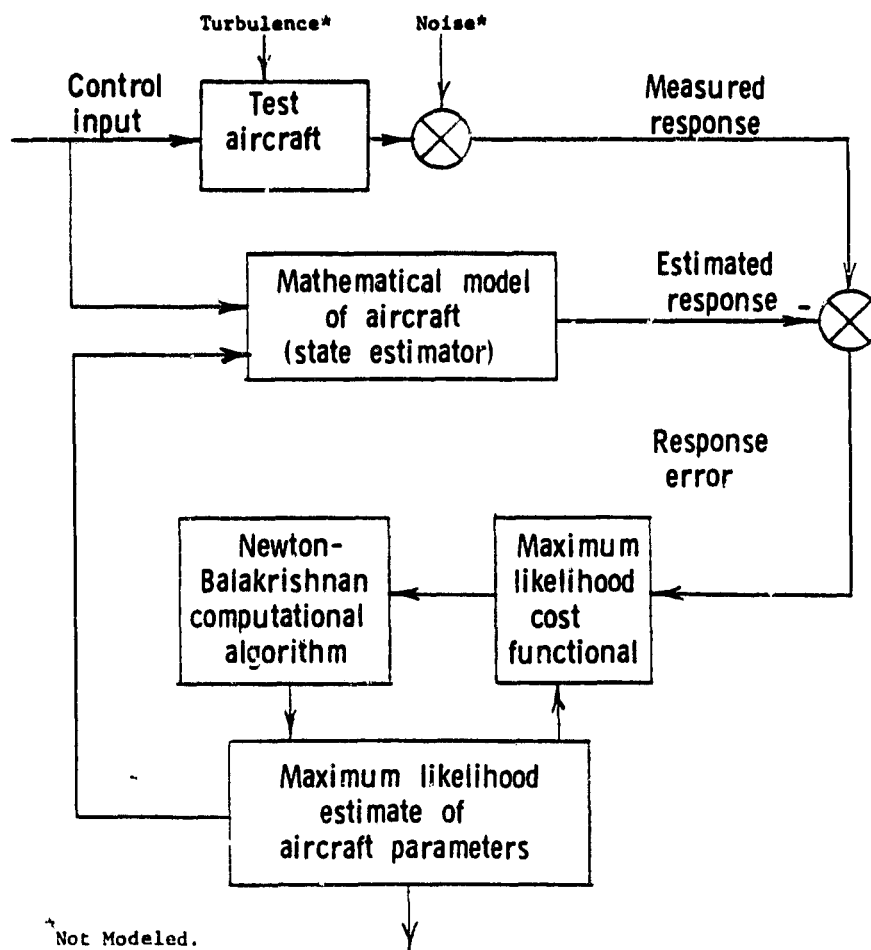 Turbulence*
Noise*
Control
input
Test
aircraft
Measured
response
Mathematical model
of aircraft
(state estimator)
Estimated
response
-
Response
error
Newton-
Balakrishnan
computational
algorithm
Maximum
likelihood
cost
functional
Maximum likelihood
estimate of
aircraft parameters
*Not Modeled.